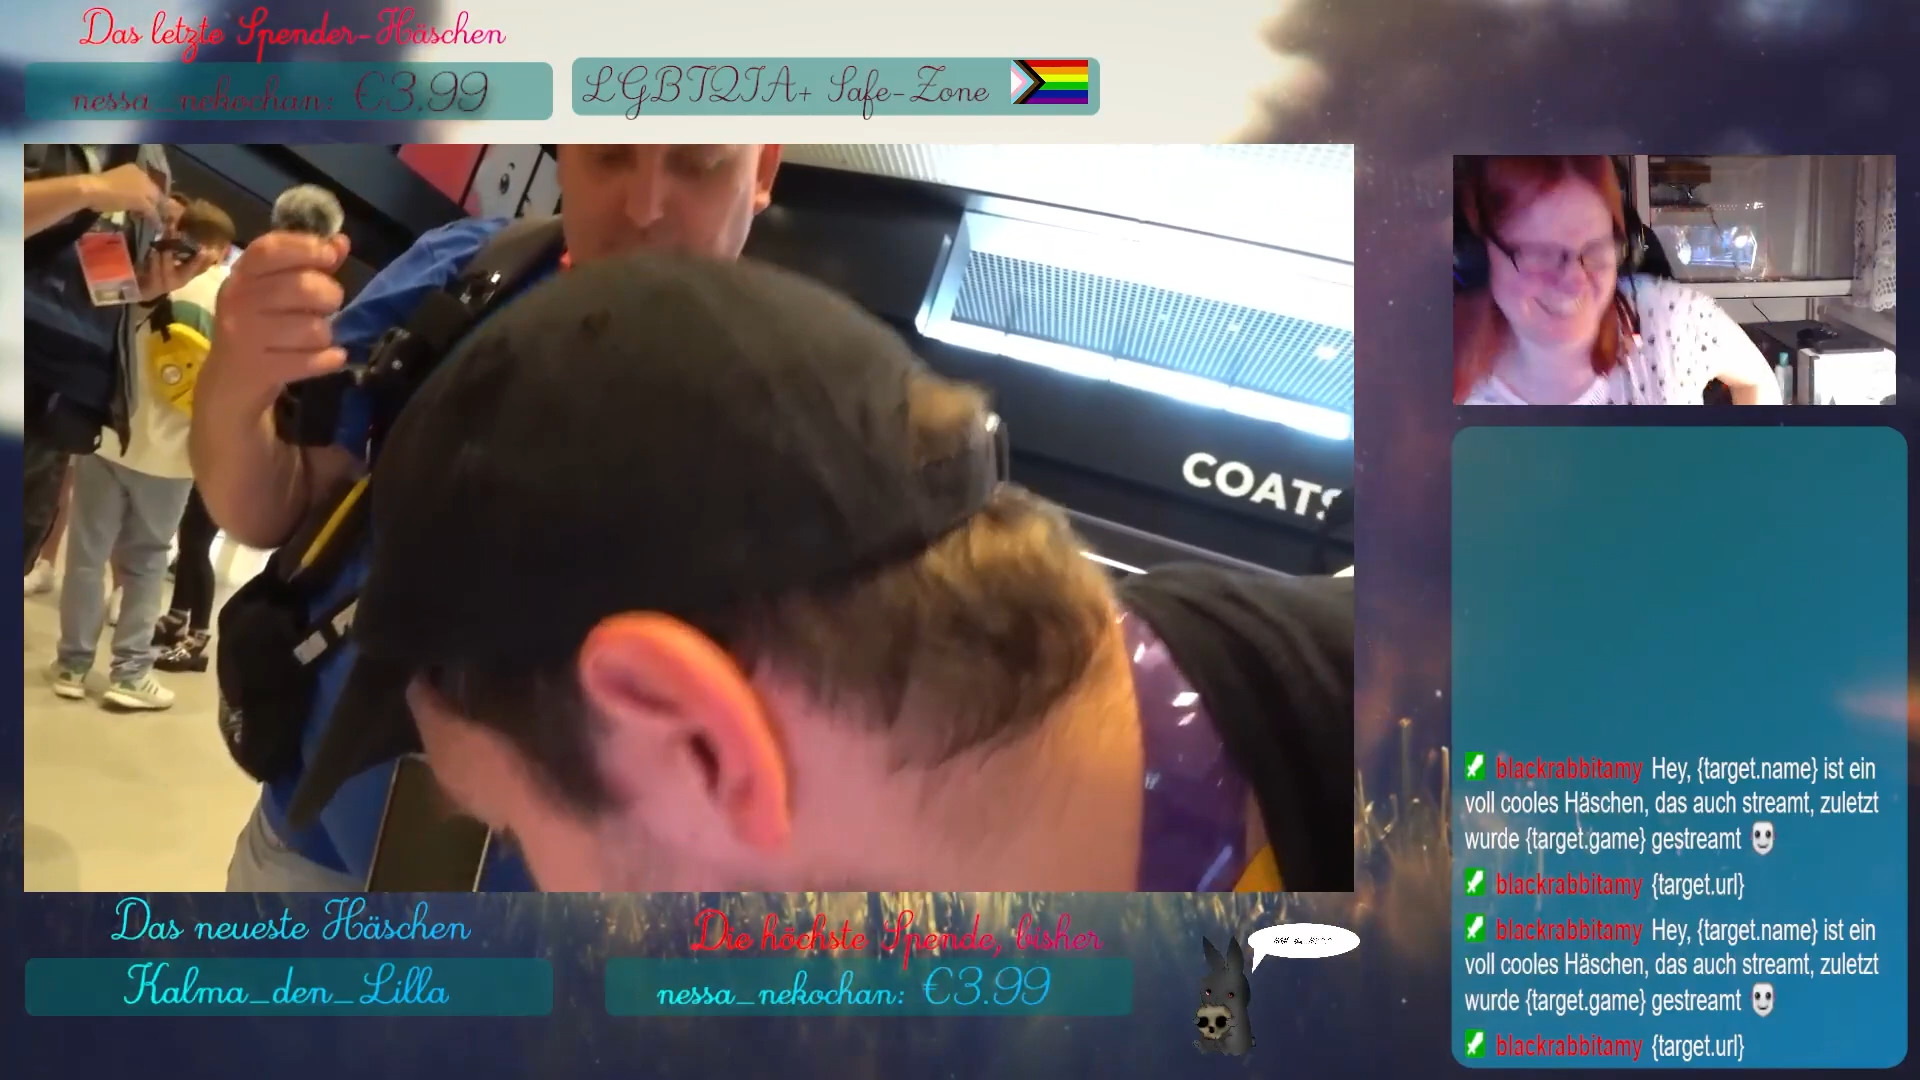 Das letzte Spender-Häschen
nessa_nekochan: €3.99
LGBTQIA+ Safe-Zone
COATS
blackrabbitamy Hey, {target.name} ist ein
voll cooles Häschen, das auch streamt, zuletzt
wurde {target.game} gestreamt
blackrabbitamy {target.url}
blackrabbitamy Hey, {target.name} ist ein
voll cooles Häschen, das auch streamt, zuletzt
wurde {target.game} gestreamt
blackrabbitamy {target.url}
Das neueste Häschen
Kalma_den_Lilla
Die höchste Spende, bisher
nessa_nekochan: €3.99